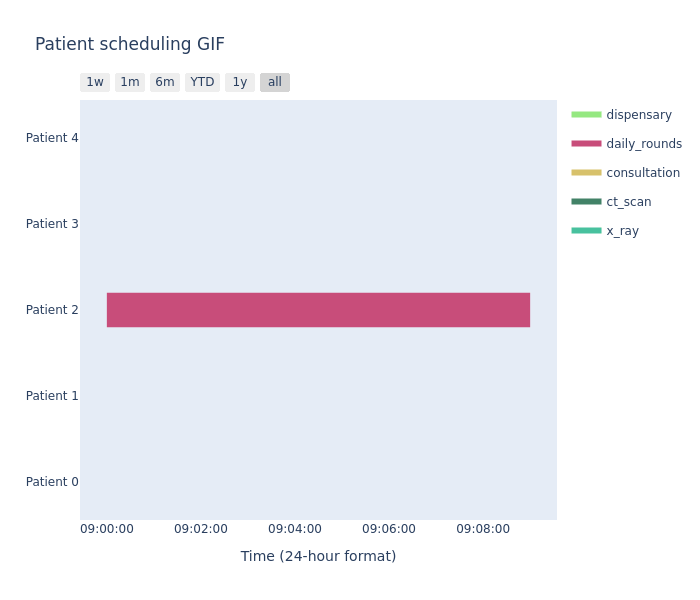 Patient scheduling GIF
1w 1m 6m YTD 1y all
Patient 4
Patient 3
Patient 2
Patient 1
Patient 0
dispensary
daily_rounds
consultation
ct_scan
x_ray
09:00:00 09:02:00 09:04:00 09:06:00 09:08:00
Time (24-hour format)